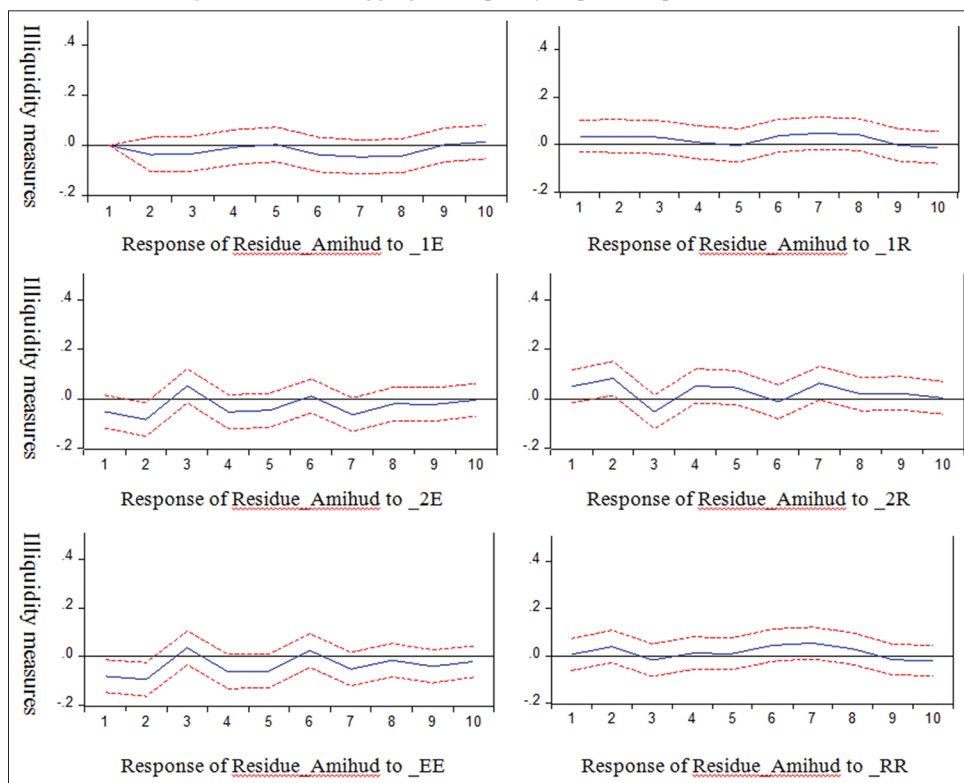 Illiquidity measures
.4
.2
.0
-.2
1 2 3 4 5 6 7 8 9 10
Response of Residue_Amihud to _1E
.4
.2
.0
-.2
1 2 3 4 5 6 7 8 9 10
Response of Residue_Amihud to _1R
Illiquidity measures
.4
.2
.0
-.2
1 2 3 4 5 6 7 8 9 10
Response of Residue_Amihud to _2E
.4
.2
.0
-.2
1 2 3 4 5 6 7 8 9 10
Response of Residue_Amihud to _2R
Illiquidity measures
.4
.2
.0
-.2
1 2 3 4 5 6 7 8 9 10
Response of Residue_Amihud to _EE
.4
.2
.0
-.2
1 2 3 4 5 6 7 8 9 10
Response of Residue_Amihud to _RR